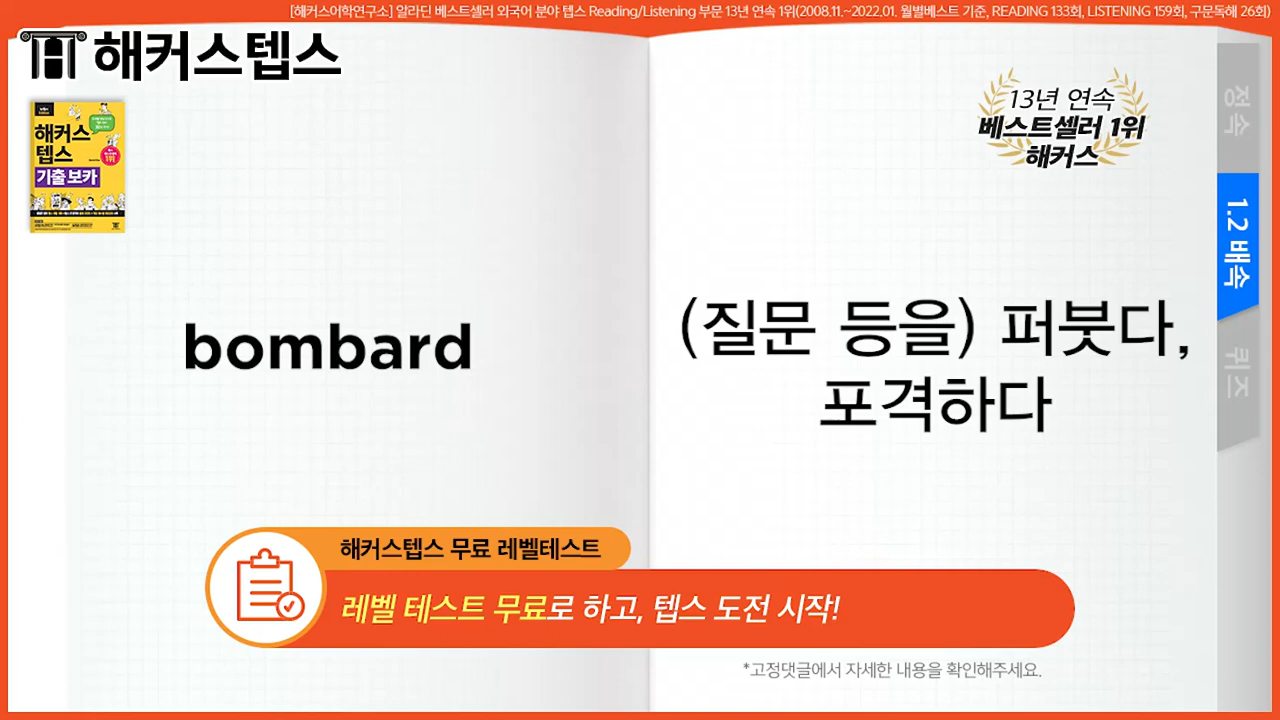 [해커스어학연구소] 알라딘 베스트셀러 외국어 분야 텝스 Reading/Listening 부문 13년 연속 1위(2008.11.~2022.01. 월별베스트 기준, READING 133회, LISTENING 159회, 구문독해 26회)
해커스텝스
해커스
텝스
기출 보카
13년 연속
베스트셀러 1위
해커스
정속
1.2 배속
퀴즈
bombard
(질문 등을) 퍼붓다,
포격하다
해커스텝스 무료 레벨테스트
레벨 테스트 무료로 하고, 텝스 도전 시작!
*고정댓글에서 자세한 내용을 확인해주세요.